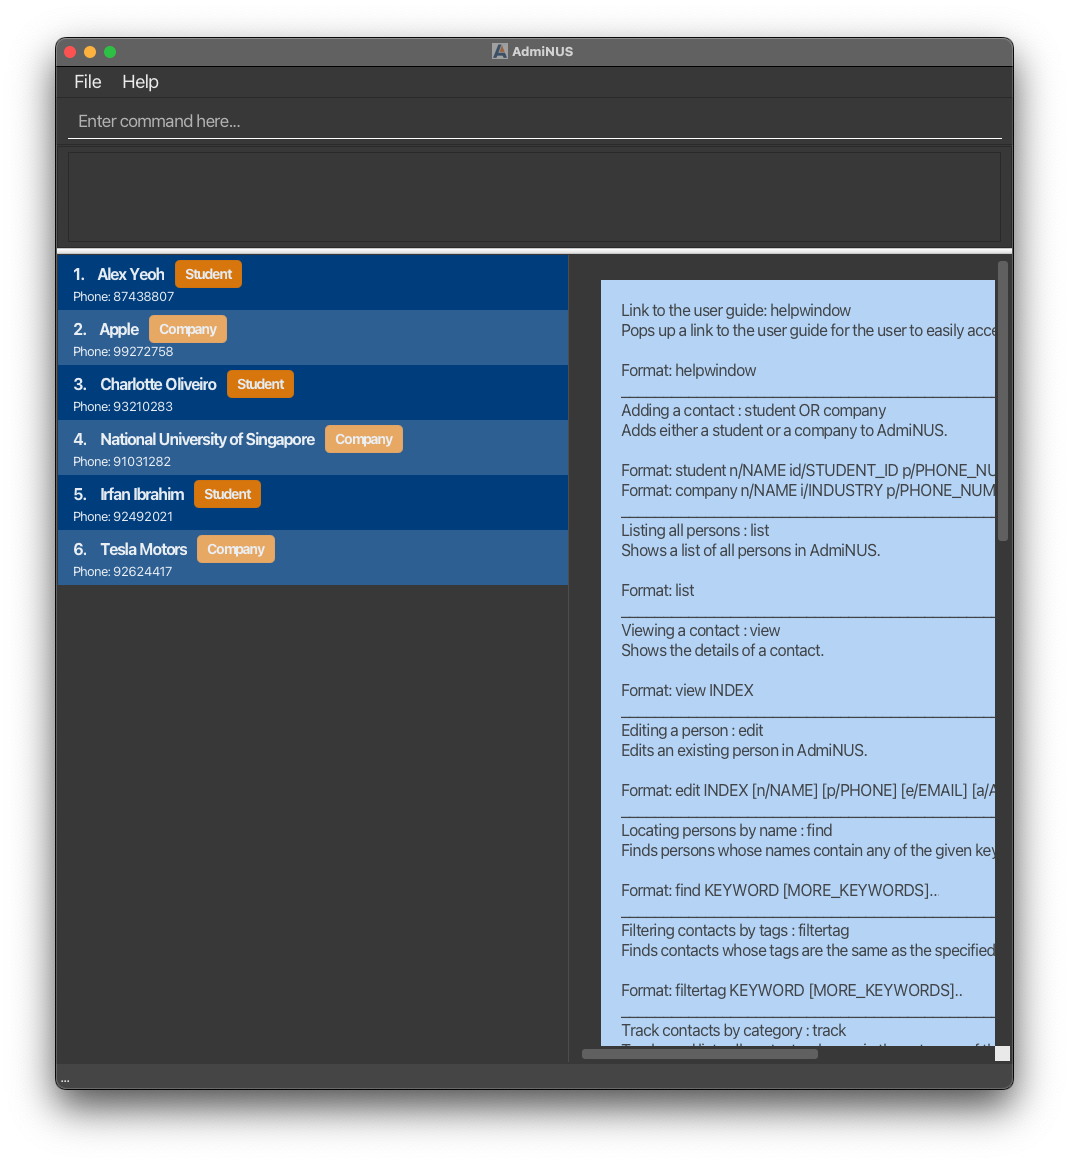 AdmiNUS
File Help
Enter command here...
1. Alex Yeoh Student
Phone: 87438807
2. Apple Company
Phone: 99272758
3. Charlotte Oliveiro Student
Phone: 93210283
4. National University of Singapore Company
Phone: 91031282
5. Irfan Ibrahim Student
Phone: 92492021
6. Tesla Motors Company
Phone: 92624417
Link to the user guide: helpwindow
Pops up a link to the user guide for the user to easily acce
Format: helpwindow
Adding a contact : student OR company
Adds either a student or a company to AdmiNUS.
Format: student n/NAME id/STUDENT_ID p/PHONE_NU
Format: company n/NAME i/INDUSTRY p/PHONE_NUM
Listing all persons : list
Shows a list of all persons in AdmiNUS.
Format: list
Viewing a contact : view
Shows the details of a contact.
Format: view INDEX
Editing a person : edit
Edits an existing person in AdmiNUS.
Format: edit INDEX [n/NAME] [p/PHONE] [e/EMAIL] [a/A
Locating persons by name : find
Finds persons whose names contain any of the given key
Format: find KEYWORD [MORE_KEYWORDS]..
Filtering contacts by tags : filtertag
Finds contacts whose tags are the same as the specified
Format: filtertag KEYWORD [MORE_KEYWORDS]..
Track contacts by category : track
...